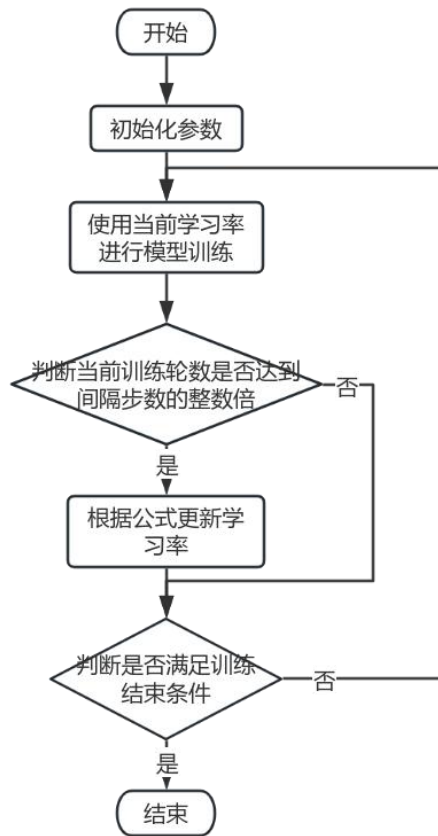 开始
初始化参数
使用当前学习率
进行模型训练
判断当前训练轮数是否达到
间隔步数的整数倍
否
是
根据公式更新学
习率
判断是否满足训练
结束条件
否
是
结束